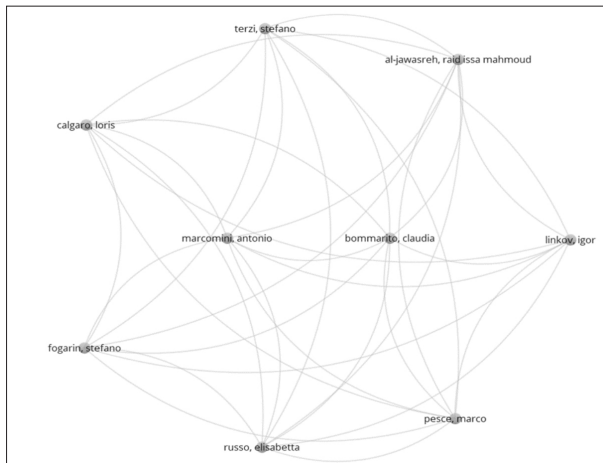 terzi, stefano
al-jawasreh, raid issa mahmoud
calgaro, loris
marcomini, antonio
bommarito, claudia
linkov, igor
fogarin, stefano
pesce, marco
russo, elisabetta